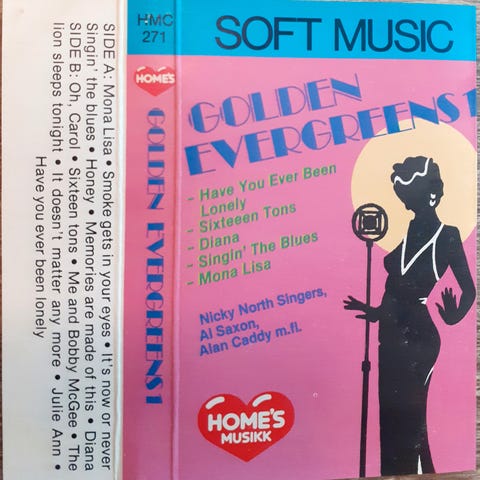 SIDE A: Mona Lisa • Smoke gets in your eyes • It's now or never
Singin' the blues • Honey • Memories are made of this • Diana
SIDE B: Oh, Carol • Sixteen tons • Me and Bobby McGee • The
lion sleeps tonight • It doesn't matter any more • Julie Ann •
Have you ever been lonely
HMC
271
HOME'S
GOLDEN EVERGREENS 1
SOFT MUSIC
GOLDEN
EVERGREENS 1
- Have You Ever Been
Lonely
- Sixteeen Tons
- Diana
- Singin' The Blues
- Mona Lisa
Nicky North Singers,
Al Saxon,
Alan Caddy m.fl.
HOME'S
MUSIKK